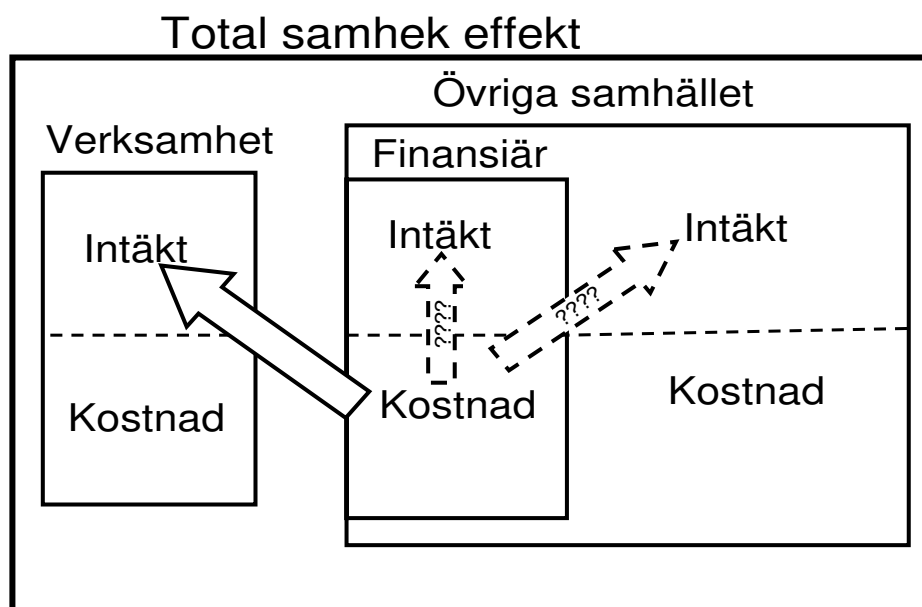 Total samhek effekt
Övriga samhället
Verksamhet
Finansiär
Intäkt
Intäkt
Intäkt
????
????
Kostnad
Kostnad
Kostnad